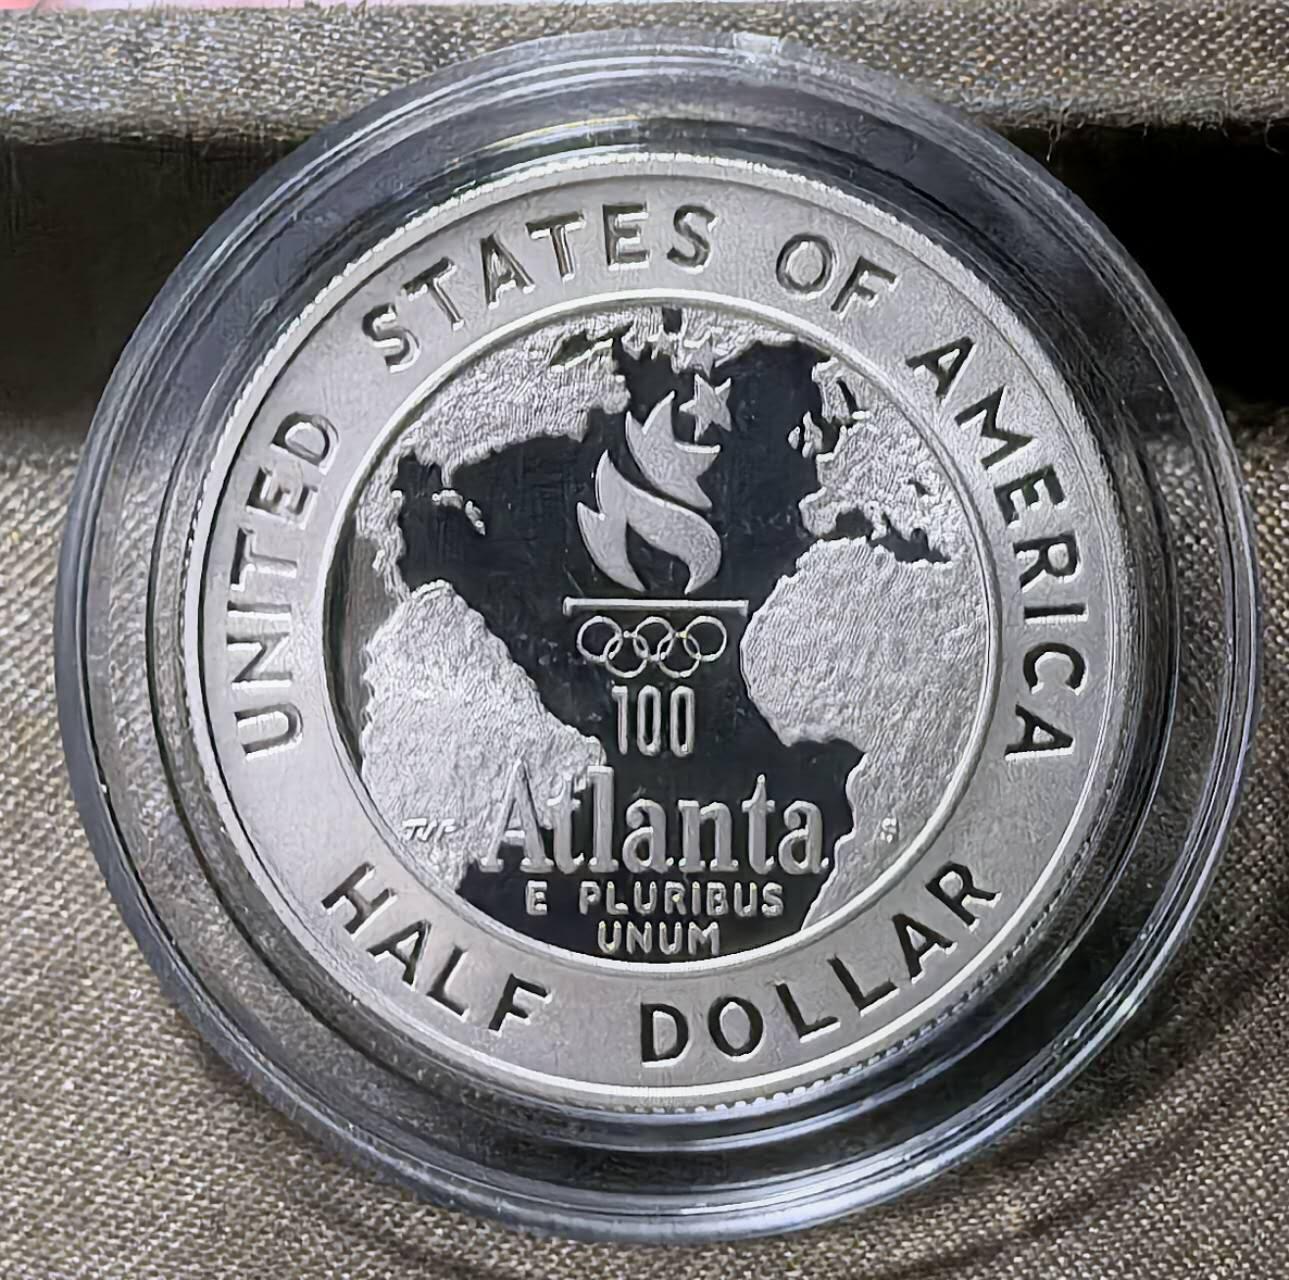 UNITED STATES OF AMERICA
100
Atlanta
E PLURIBUS
UNUM
S
HALF DOLLAR